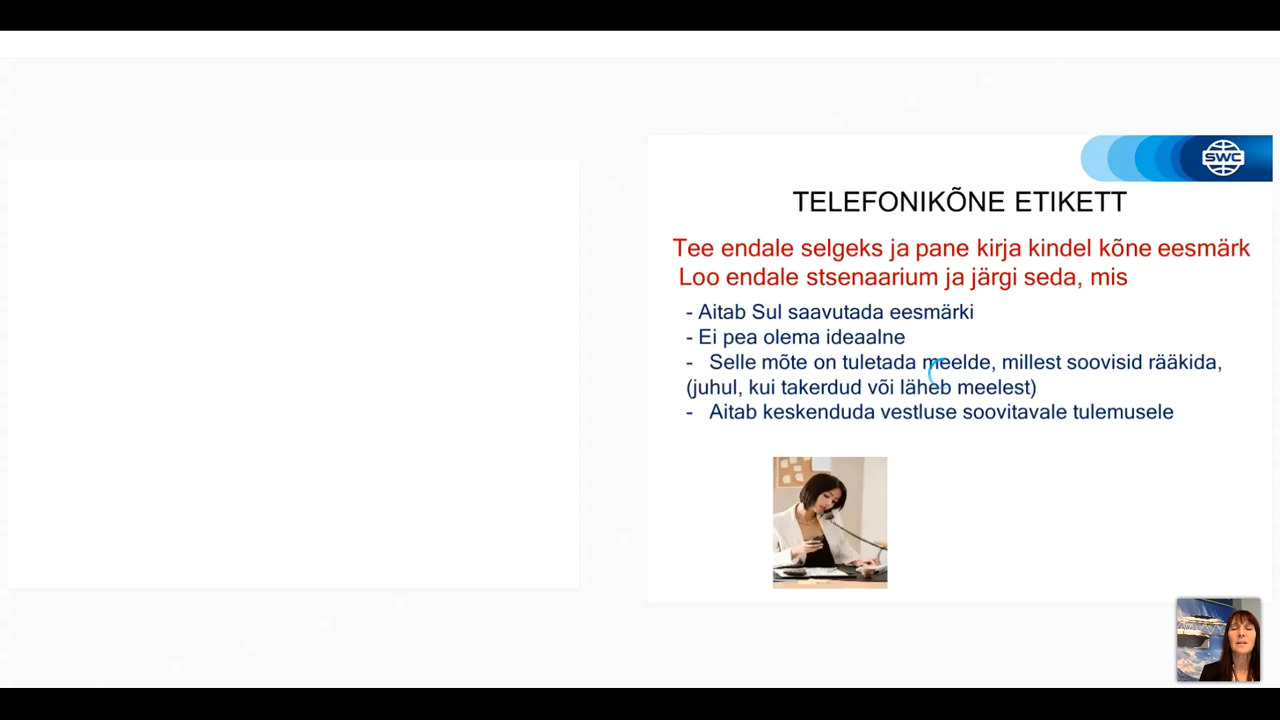 SWC
TELEFONIKÕNE ETIKETT
Tee endale selgeks ja pane kirja kindel kõne eesmärk
Loo endale stsenaarium ja järgi seda, mis
- Aitab Sul saavutada eesmärki
- Ei pea olema ideaalne
- Selle mõte on tuletada meelde, millest soovisid rääkida,
(juhul, kui takerdud või läheb meelest)
- Aitab keskenduda vestluse soovitavale tulemusele